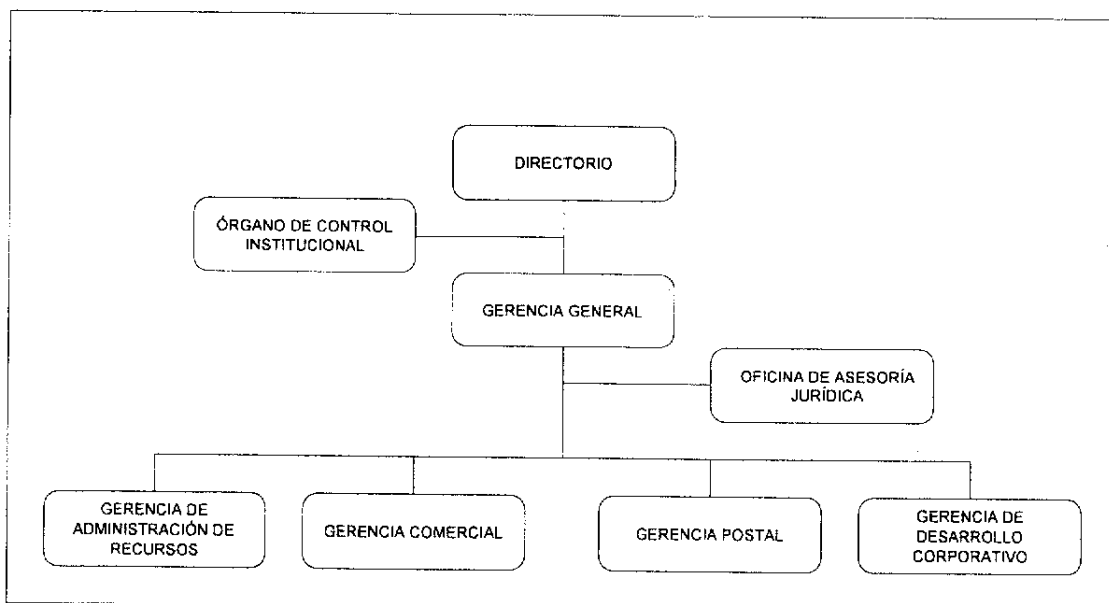 DIRECTORIO
ÓRGANO DE CONTROL
INSTITUCIONAL
GERENCIA GENERAL
OFICINA DE ASESORÍA
JURÍDICA
GERENCIA DE
ADMINISTRACIÓN DE
RECURSOS
GERENCIA COMERCIAL
GERENCIA POSTAL
GERENCIA DE
DESARROLLO
CORPORATIVO